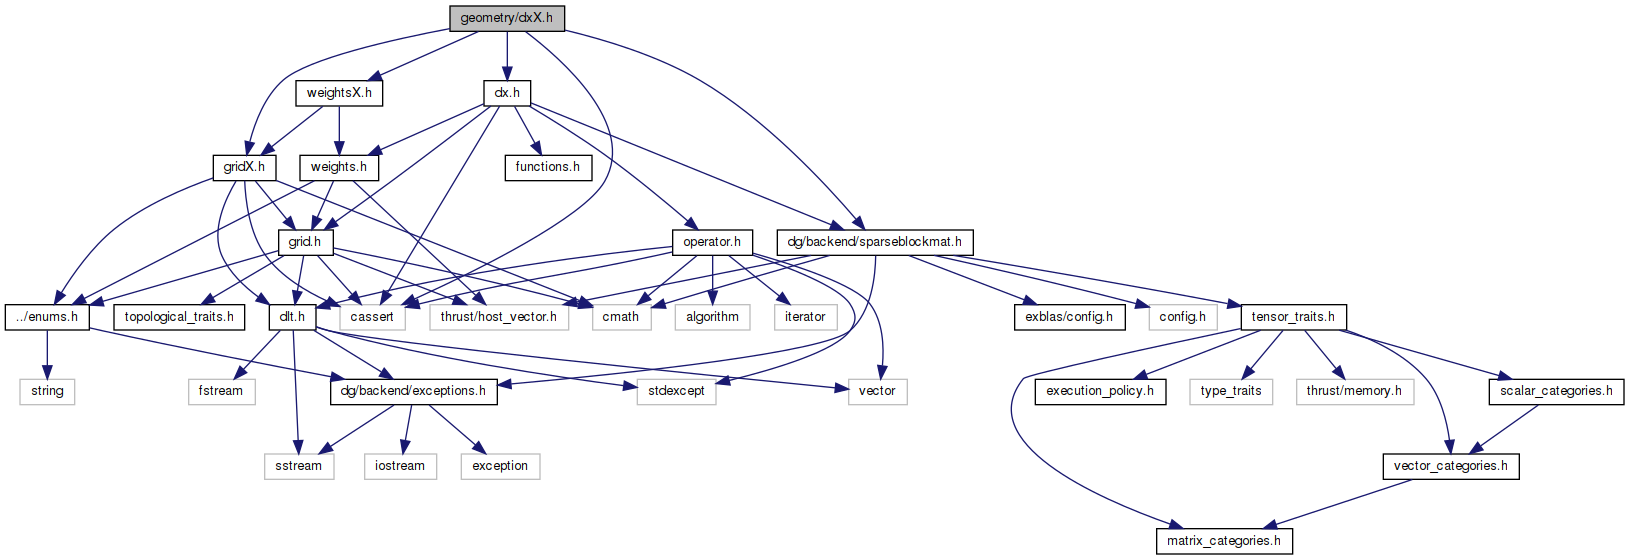 geometry/dxX.h
weightsX.h
dx.h
gridX.h
weights.h
functions.h
grid.h
operator.h
dg/backend/sparseblockmat.h
../enums.h
topological_traits.h
dlt.h
cassert
thrust/host_vector.h
cmath
algorithm
iterator
exblas/config.h
config.h
tensor_traits.h
string
fstream
dg/backend/exceptions.h
stdexcept
vector
execution_policy.h
type_traits
thrust/memory.h
scalar_categories.h
sstream
iostream
exception
vector_categories.h
matrix_categories.h